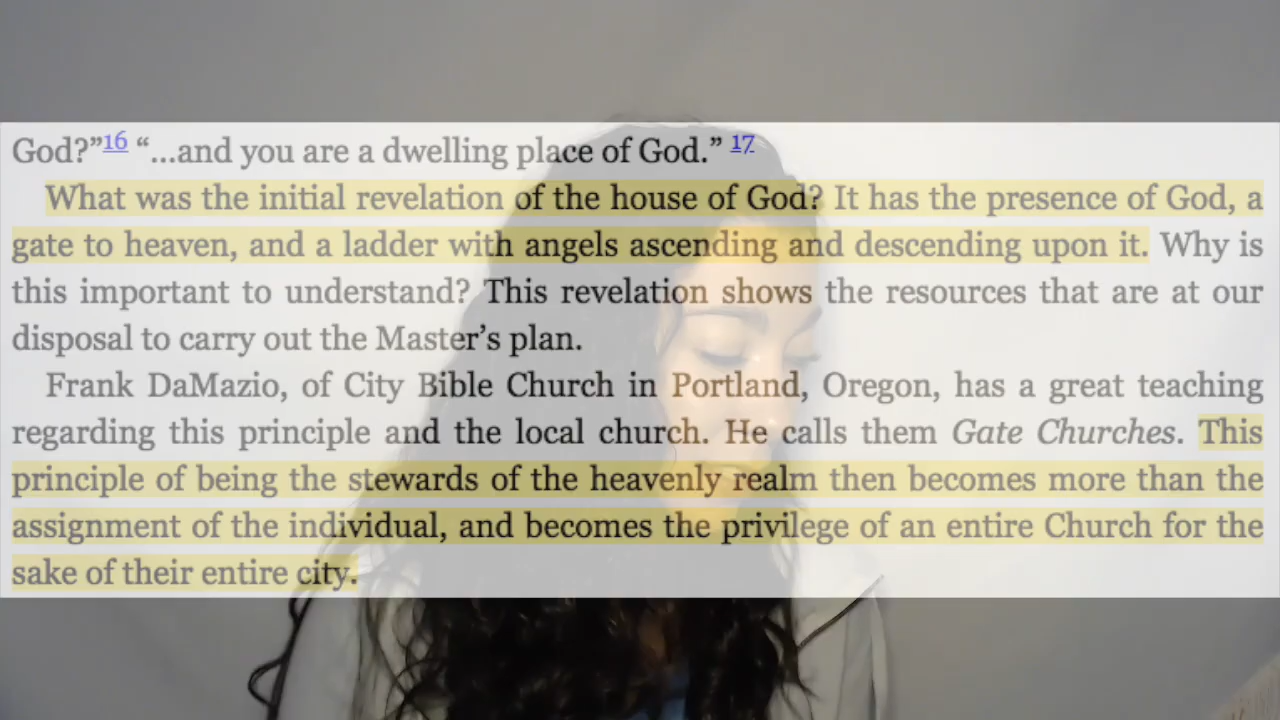 God?”16 “...and you are a dwelling place of God.” 17
What was the initial revelation of the house of God? It has the presence of God, a
gate to heaven, and a ladder with angels ascending and descending upon it. Why is
this important to understand? This revelation shows the resources that are at our
disposal to carry out the Master’s plan.
Frank DaMazio, of City Bible Church in Portland, Oregon, has a great teaching
regarding this principle and the local church. He calls them Gate Churches. This
principle of being the stewards of the heavenly realm then becomes more than the
assignment of the individual, and becomes the privilege of an entire Church for the
sake of their entire city.